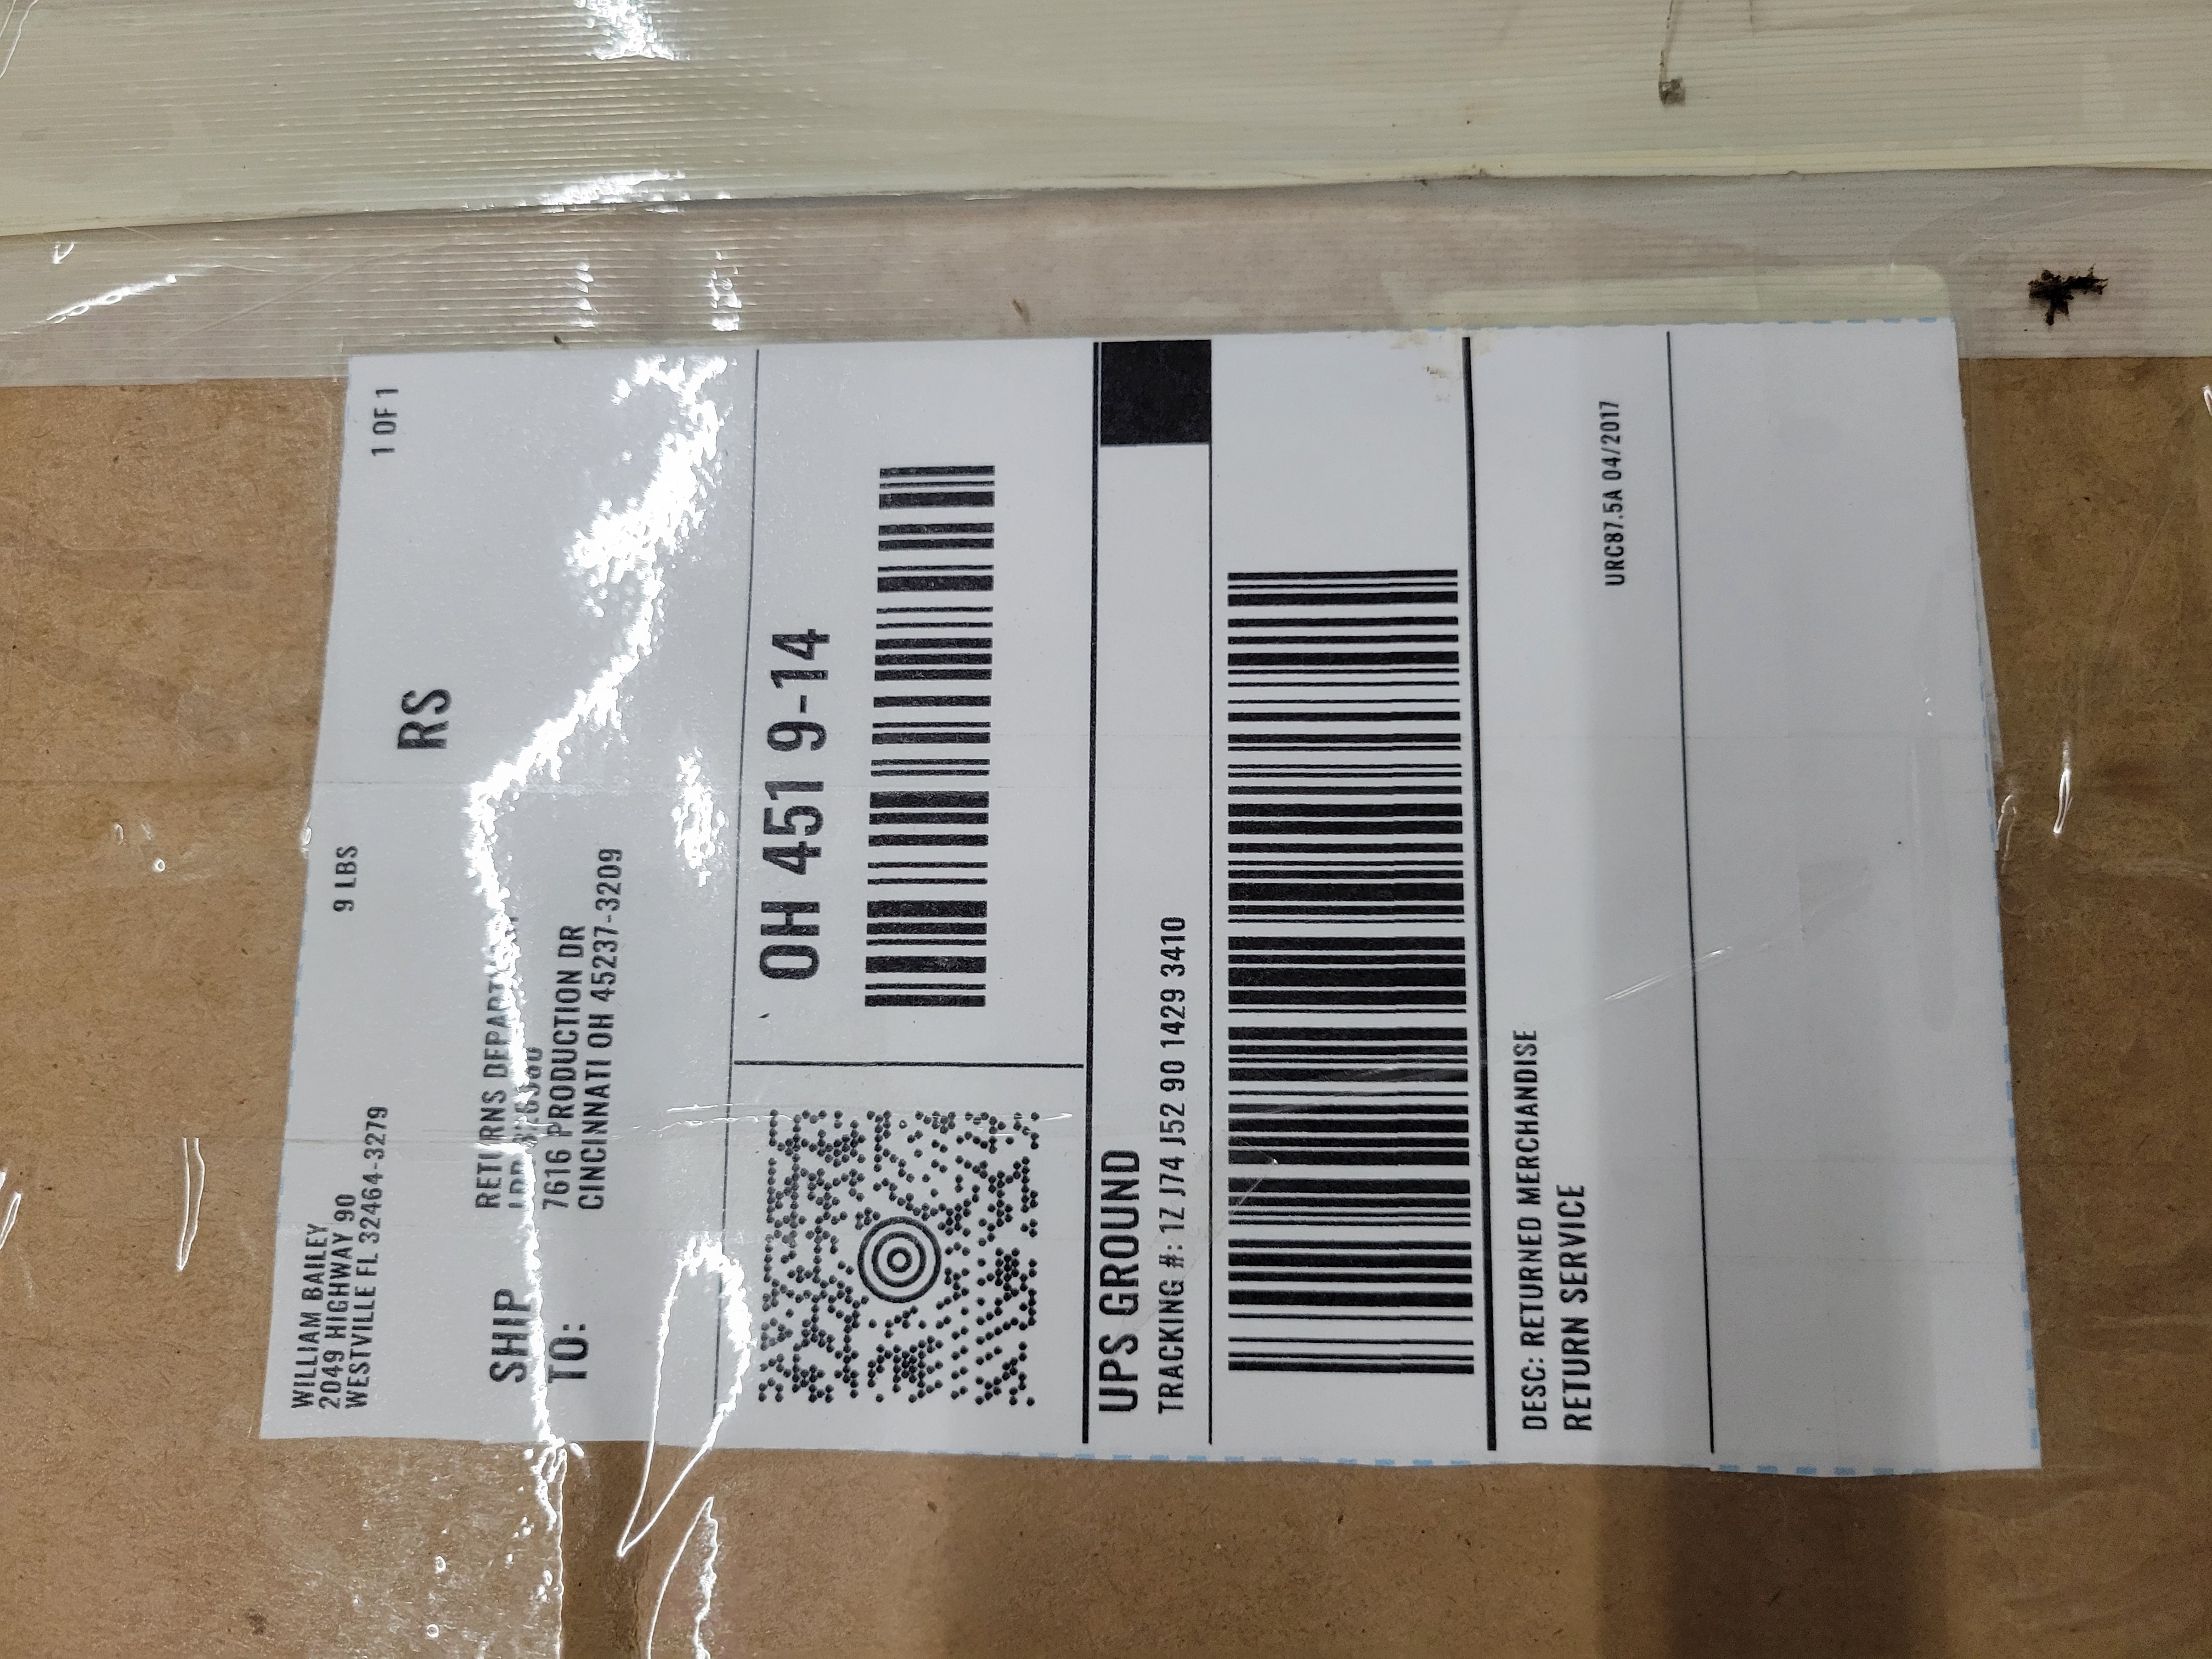 WILLIAM BAILEY
2049 HIGHWAY 90
WESTVILLE FL 32464-3279
9 LBS
1 OF 1
RS
SHIP
TO:
RETURNS
7616 PRODUCTION DR
CINCINNATI OH 45237-3209
OH 451 9-14
UPS GROUND
TRACKING #: 1Z J74 J52 90 1429 3410
DESC: RETURNED MERCHANDISE
RETURN SERVICE
URC87.5A 04/2017